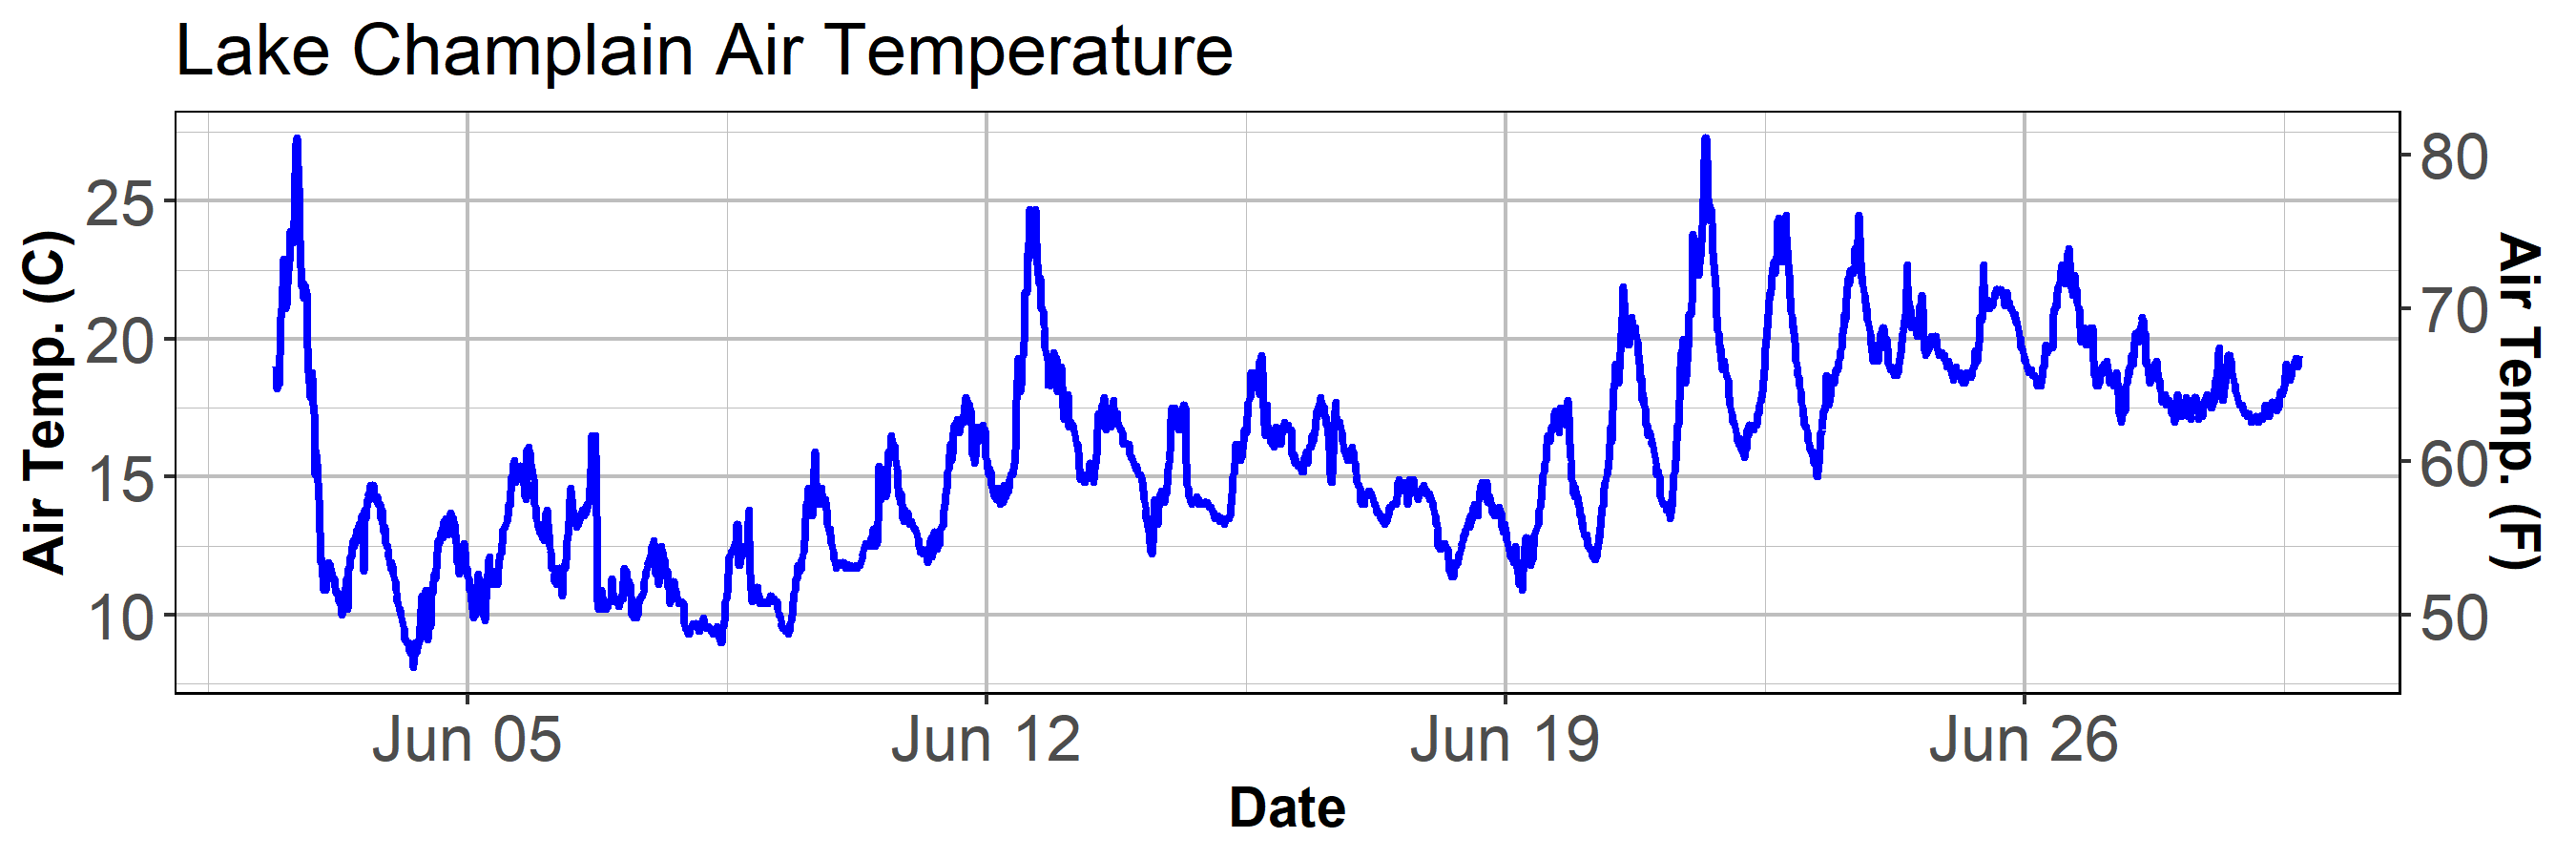 Lake Champlain Air Temperature
Air Temp. (C)
25
20
15
10
80
70
60
50
Air Temp. (F)
Jun 05 Jun 12 Jun 19 Jun 26
Date